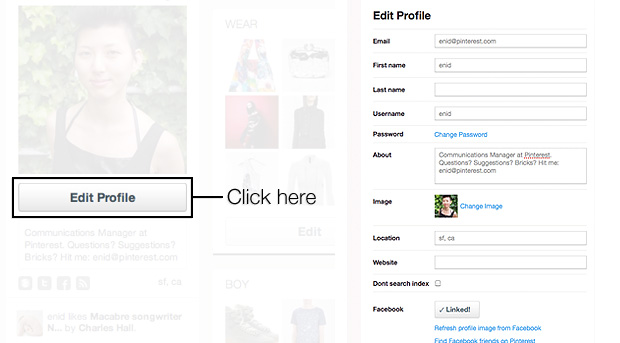 Edit Profile
Click here
Communications Manager at
Pinterest. Questions? Suggestions?
Bricks? Hit me: enid@pinterest.com
sf, ca
enid likes Macabre songwriter
N... by Charles Hall.
WEAR
Edit
BOY
Edit Profile
Email
enid@pinterest.com
First name
enid
Last name
Username
enid
Password
Change Password
About
Communications Manager at Pinterest.
Questions? Suggestions? Bricks? Hit me:
enid@pinterest.com
Image
Change Image
Location
sf, ca
Website
Dont search index
Facebook
✓ Linked!
Refresh profile image from Facebook
Find Facebook friends on Pinterest